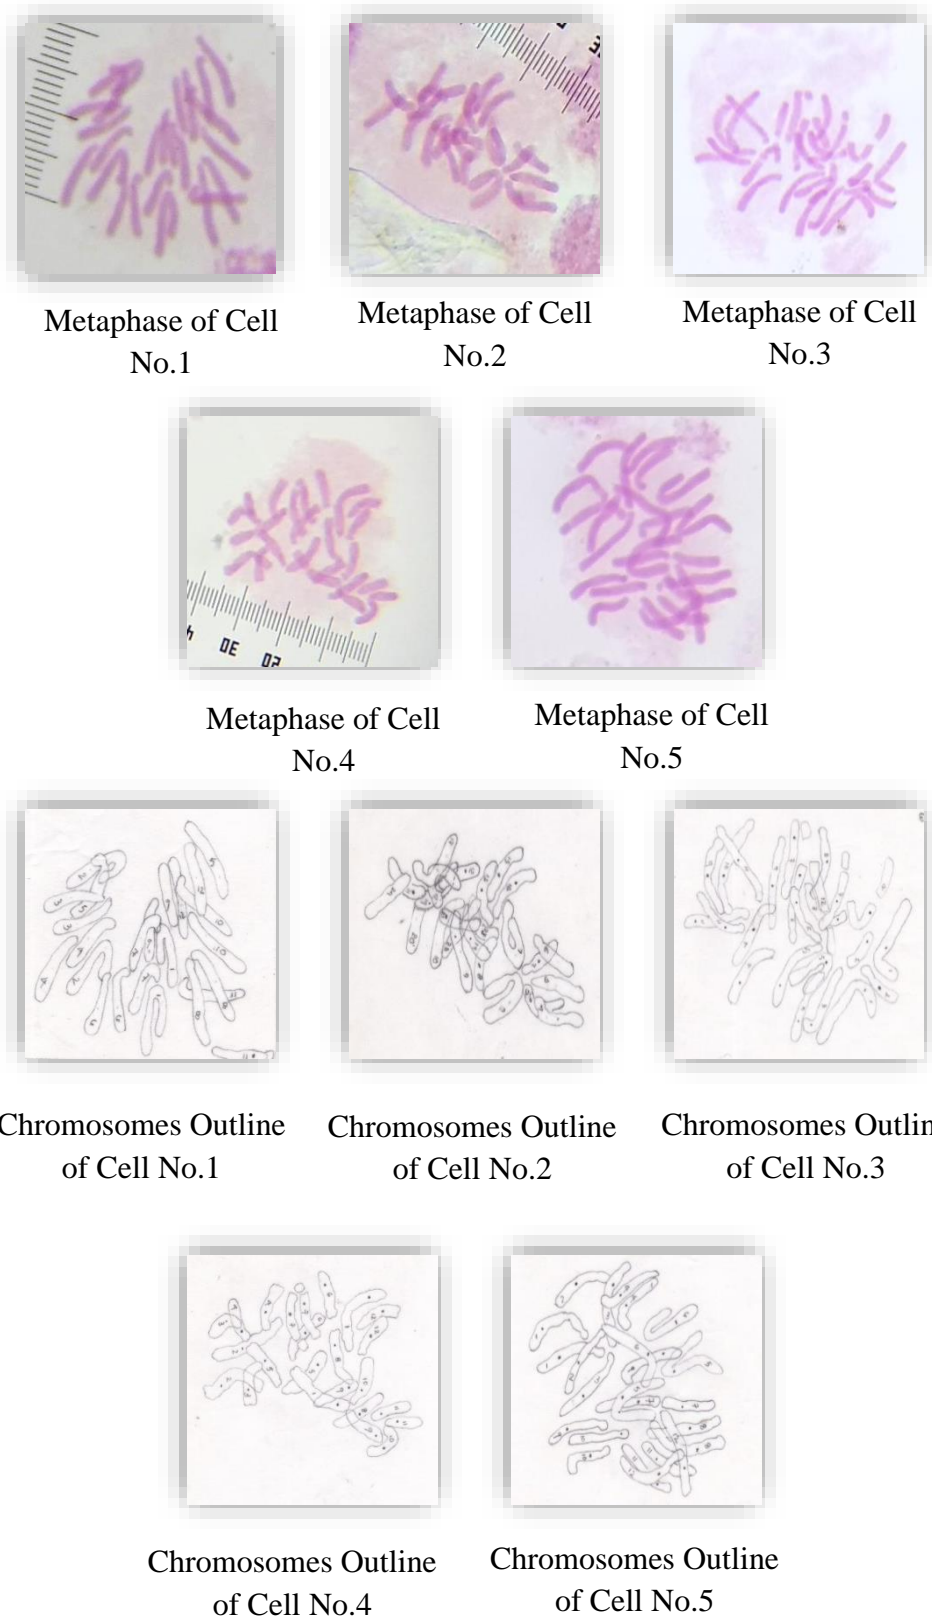 Metaphase of Cell
No.1
Metaphase of Cell
No.2
Metaphase of Cell
No.3
30
20
Metaphase of Cell
No.4
Metaphase of Cell
No.5
Chromosomes Outline
of Cell No.1
Chromosomes Outline
of Cell No.2
Chromosomes Outlin
of Cell No.3
Chromosomes Outline
of Cell No.4
Chromosomes Outline
of Cell No.5